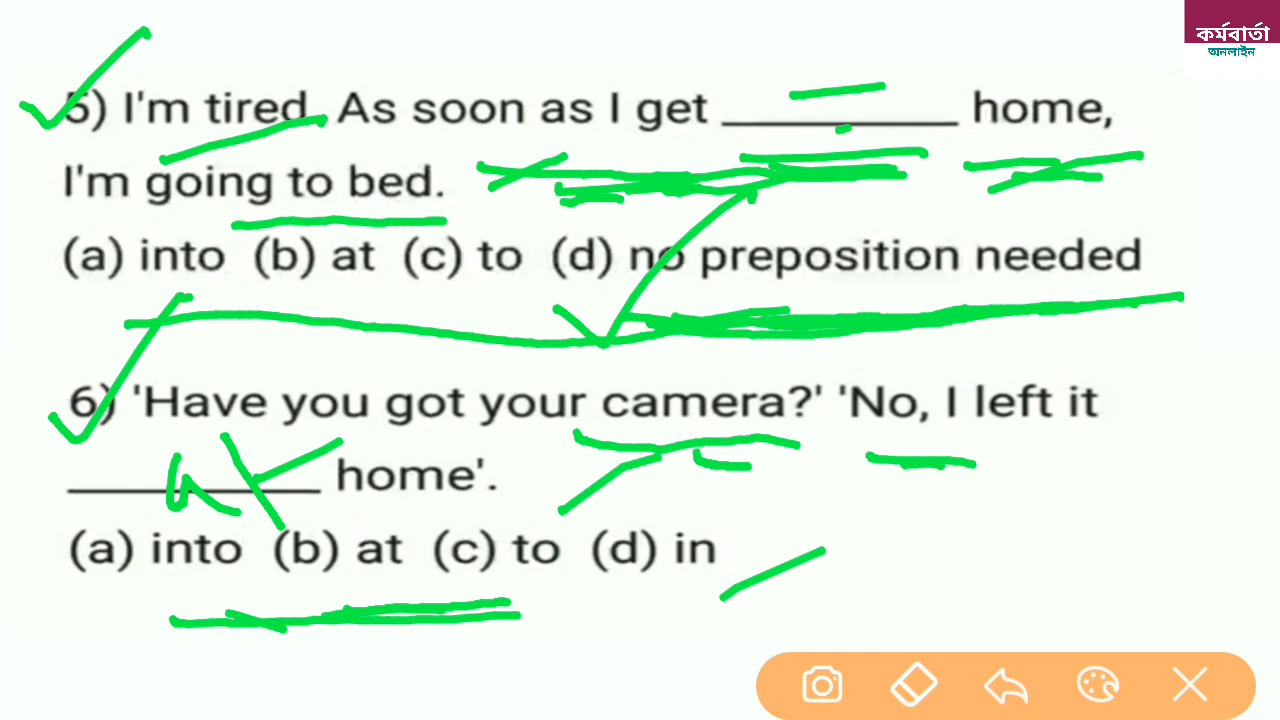 কর্মবার্তা
অনলাইন
5) I'm tired. As soon as I get __________ home,
I'm going to bed.
(a) into (b) at (c) to (d) no preposition needed
6) 'Have you got your camera?' 'No, I left it
__________ home'.
at
(a) into (b) at (c) to (d) in